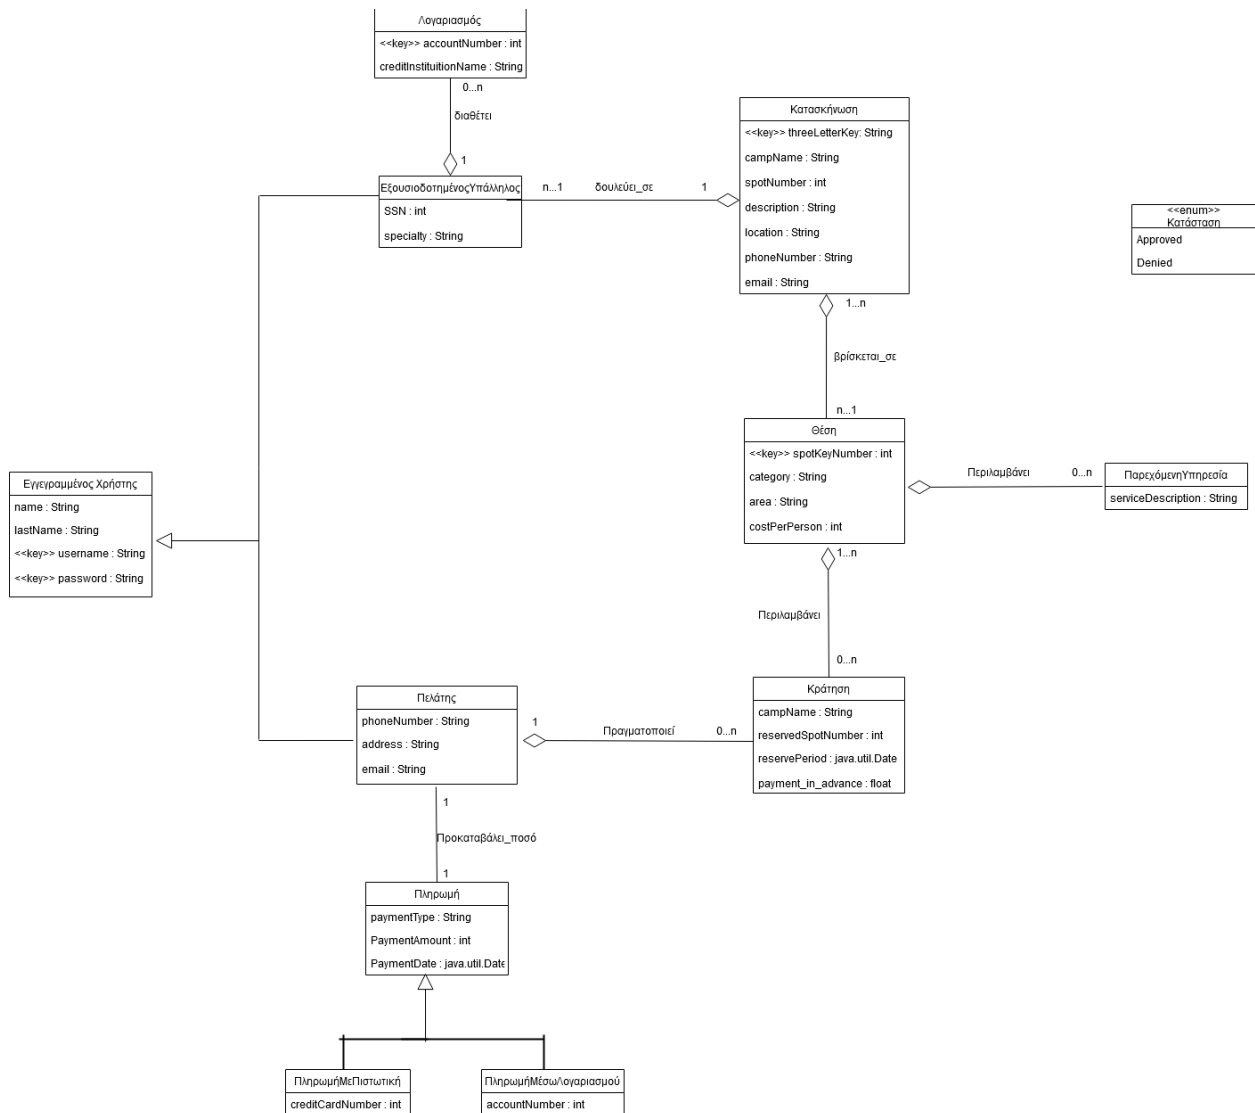 Λογαριασμός
<<key>> accountNumber : int
creditInstituitionName : String
0...n
διαθέτει
1
ΕξουσιοδοτημένοςΥπάλληλος
SSN : int
specialty : String
n...1
δουλεύει_σε
1
Κατασκήνωση
<<key>> threeLetterKey: String
campName : String
spotNumber : int
description : String
location : String
phoneNumber : String
email : String
<<enum>>
Κατάσταση
Approved
Denied
1...n
βρίσκεται_σε
n...1
Θέση
<<key>> spotKeyNumber : int
category : String
area : String
costPerPerson : int
Περιλαμβάνει
0...n
ΠαρεχόμενηΥπηρεσία
serviceDescription : String
Εγγεγραμμένος Χρήστης
name : String
lastName : String
<<key>> username : String
<<key>> password : String
1...n
Περιλαμβάνει
0...n
Κράτηση
campName : String
reservedSpotNumber : int
reservePeriod : java.util.Date
payment_in_advance : float
Πελάτης
phoneNumber : String
address : String
email : String
1
Πραγματοποιεί
0...n
1
Προκαταβάλει_ποσό
1
Πληρωμή
paymentType : String
PaymentAmount : int
PaymentDate : java.util.Date
ΠληρωμήΜεΠιστωτική
creditCardNumber : int
ΠληρωμήΜέσωΛογαριασμού
accountNumber : int